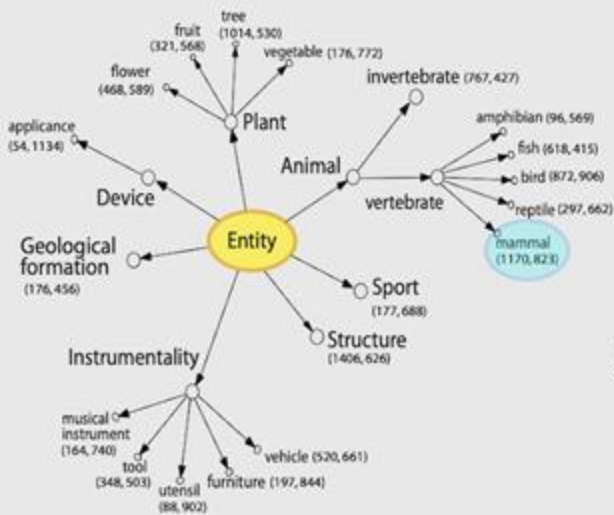 tree
(1014, 530)
fruit
(321, 568)
vegetable (176, 772)
flower
(468, 589)
Plant
invertebrate (767, 427)
applicance
(54, 1134)
Device
Animal
vertebrate
amphibian (96, 569)
fish (618, 415)
bird (872, 906)
reptile (297, 662)
mammal
(1170, 823)
Entity
Geological
formation
(176, 456)
Sport
(177, 688)
Structure
(1406, 626)
Instrumentality
musical
instrument
(164, 740)
tool
(348, 503)
utensil
(88, 902)
furniture (197, 844)
vehicle (520, 661)